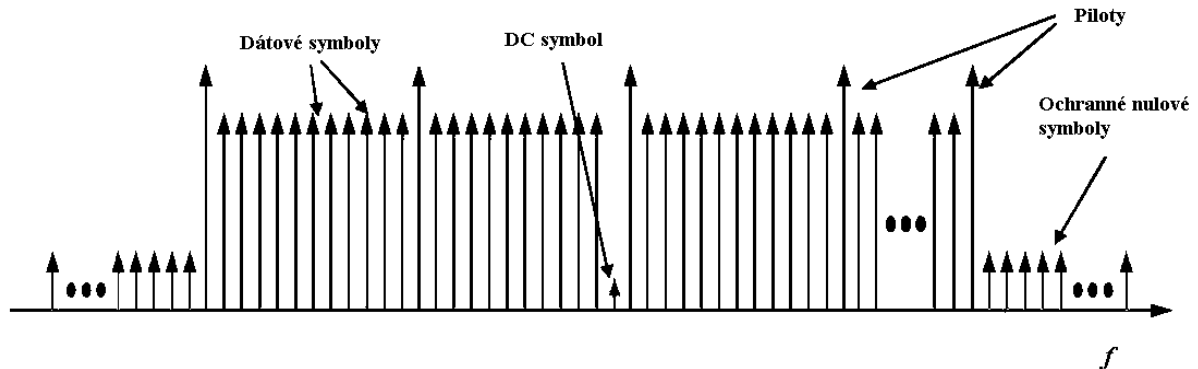 Dátové symboly
DC symbol
Piloty
Ochranné nulové
symboly
f